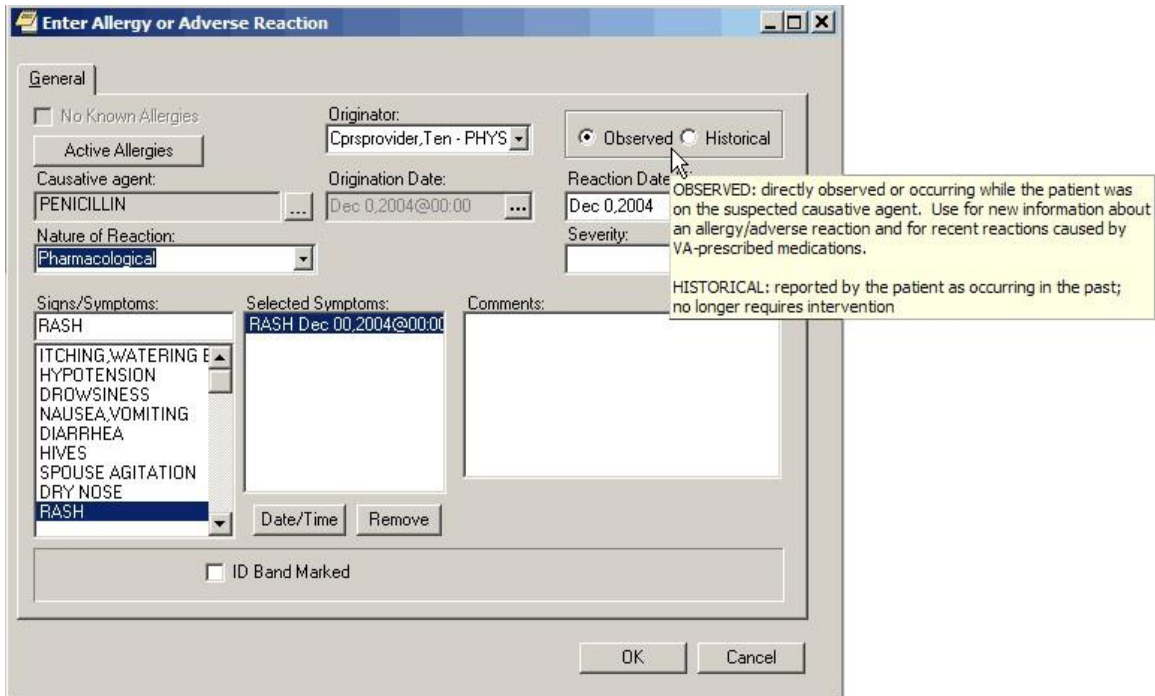 Enter Allergy or Adverse Reaction
General
No Known Allergies
Active Allergies
Originator:
Cprsprovider,Ten - PHYS
Observed
Historical
Causative agent:
PENICILLIN
...
Origination Date:
Dec 0,2004@00:00
...
Reaction Date
Dec 0,2004
Nature of Reaction:
Pharmacological
Severity:
OBSERVED: directly observed or occurring while the patient was
on the suspected causative agent. Use for new information about
an allergy/adverse reaction and for recent reactions caused by
VA-prescribed medications.
HISTORICAL: reported by the patient as occurring in the past;
no longer requires intervention
Signs/Symptoms:
RASH
ITCHING,WATERING E
HYPOTENSION
DROWSINESS
NAUSEA,VOMITING
DIARRHEA
HIVES
SPOUSE AGITATION
DRY NOSE
RASH
Selected Symptoms:
RASH Dec 00,2004@00:00
Comments:
Date/Time
Remove
ID Band Marked
OK
Cancel